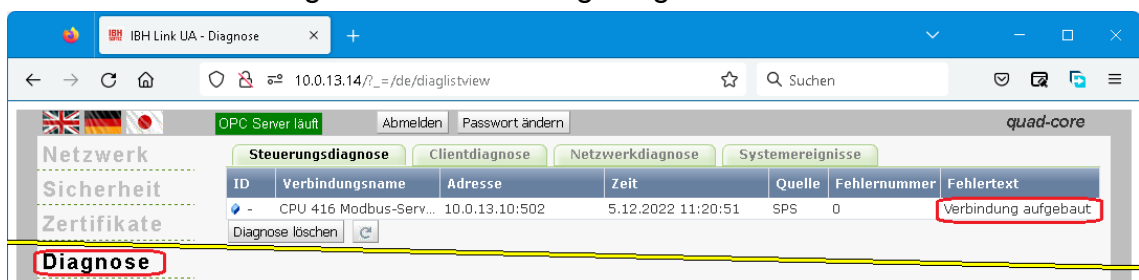 IBH Link UA - Diagnose
10.0.13.14/?_=/de/diaglistview
Suchen
OPC Server läuft Abmelden Passwort ändern quad-core
Netzwerk
Steuerungsdiagnose Clientdiagnose Netzwerkdiagnose Systemereignisse
Sicherheit
ID Verbindungsname Adresse Zeit Quelle Fehlernummer Fehlertext
- CPU 416 Modbus-Serv... 10.0.13.10:502 5.12.2022 11:20:51 SPS 0 Verbindung aufgebaut
Zertifikate
Diagnose löschen
Diagnose